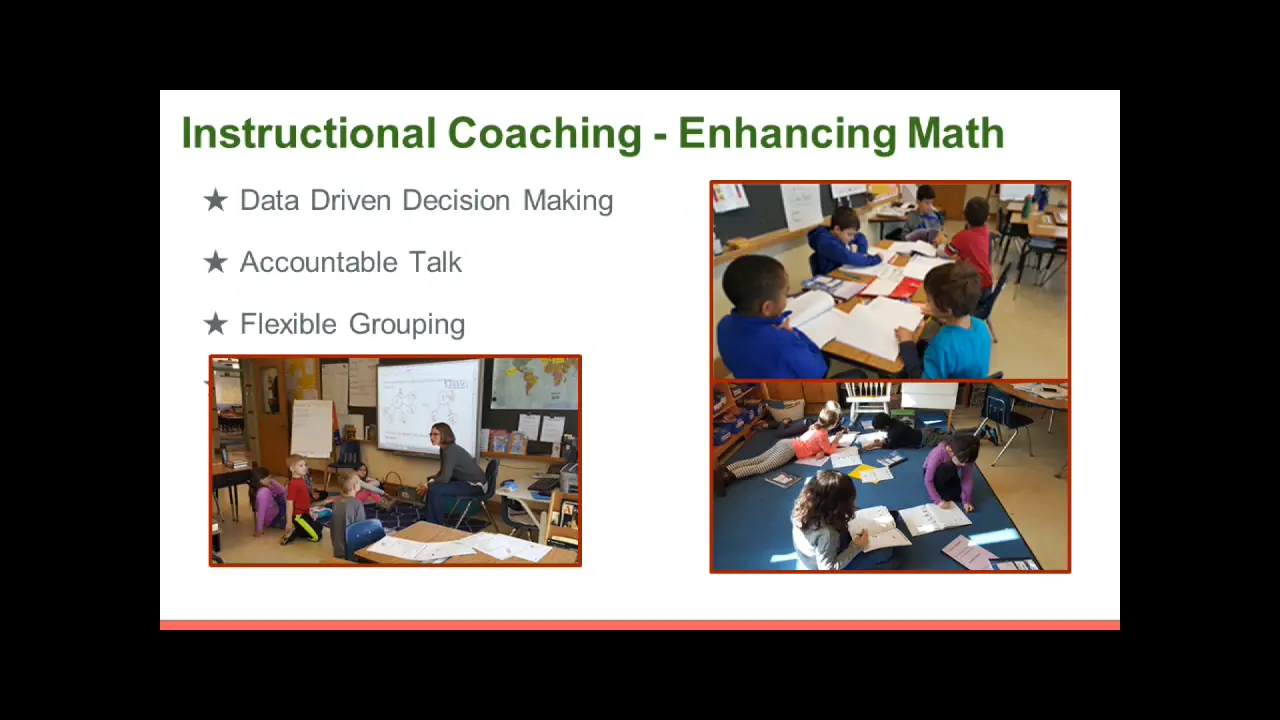 Instructional Coaching - Enhancing Math
★ Data Driven Decision Making
★ Accountable Talk
★ Flexible Grouping